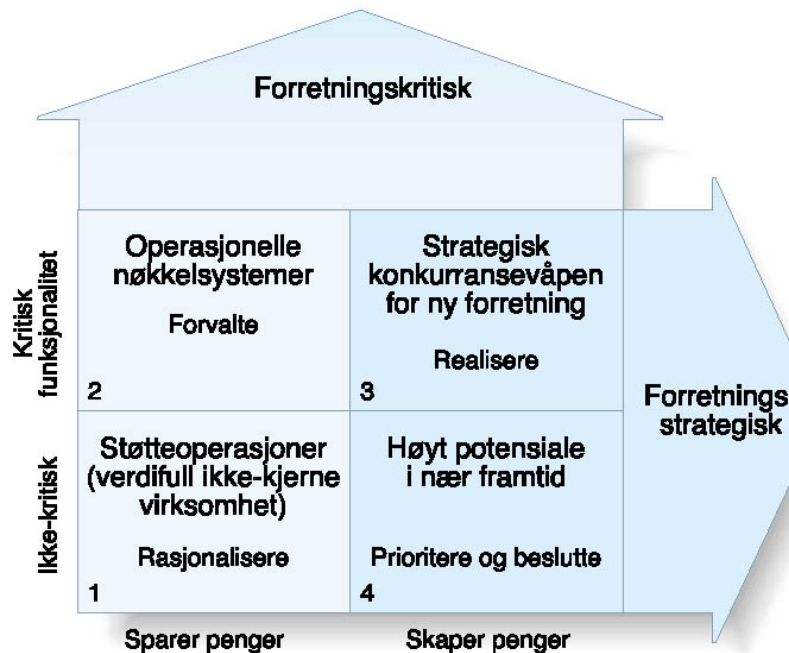 Forretningskritisk
Kritisk
funksjonalitet
Operasjonelle
nøkkelsystemer
Forvalte
2
Strategisk
konkurransevåpen
for ny forretning
Realisere
3
Forretnings
strategisk
Ikke-kritisk
Støtteoperasjoner
(verdifull ikke-kjerne
virksomhet)
Rasjonalisere
1
Høyt potensiale
i nær framtid
Prioritere og beslutte
4
Sparer penger
Skaper penger